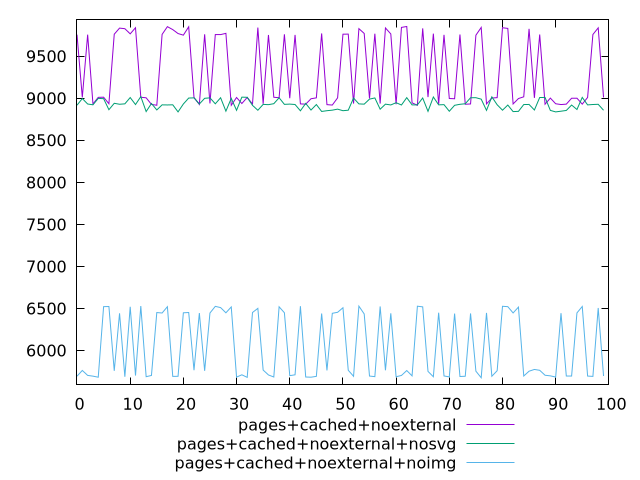 9500
9000
8500
8000
7500
7000
6500
6000
0 10 20 30 40 50 60 70 80 90 100
pages+cached+noexternal
pages+cached+noexternal+nosvg
pages+cached+noexternal+noimg